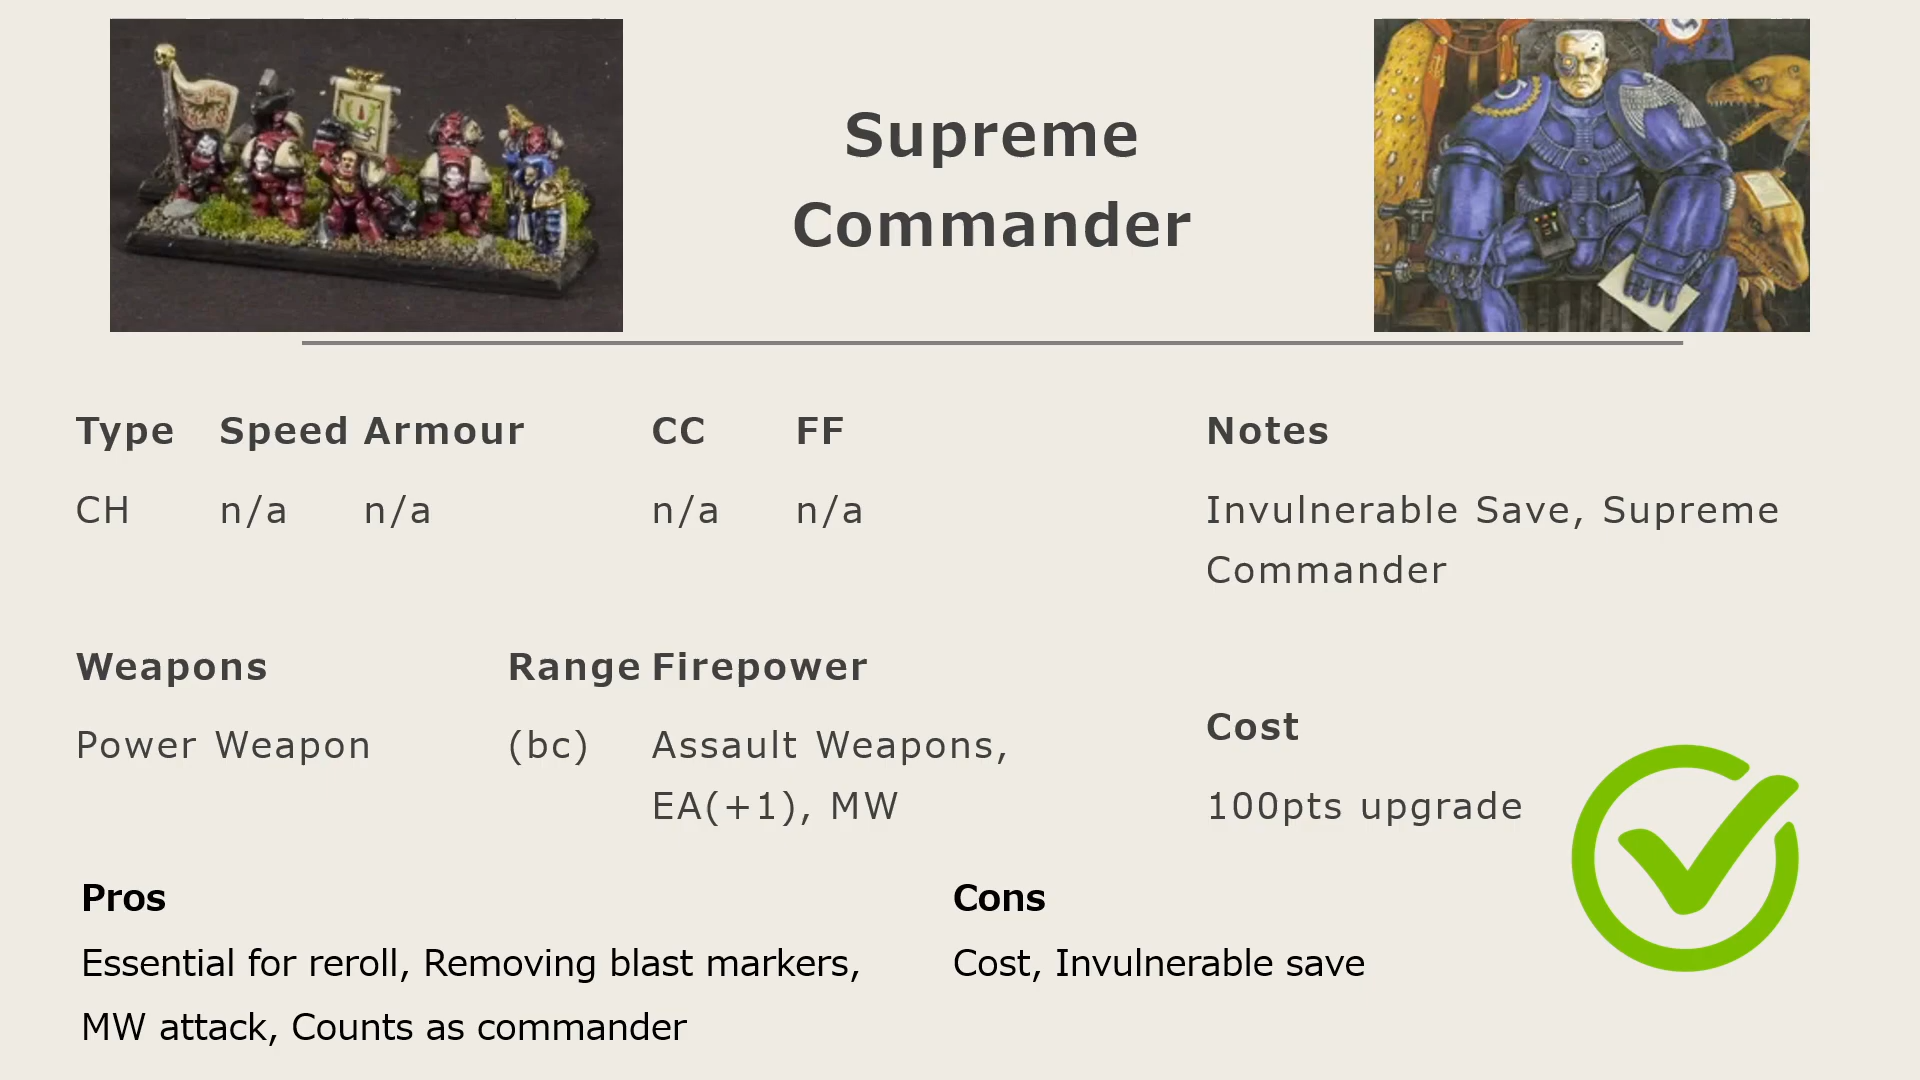 Supreme
Commander
Type Speed Armour CC FF Notes
CH n/a n/a n/a n/a Invulnerable Save, Supreme
Commander
Weapons Range Firepower
Cost
Power Weapon (bc) Assault Weapons,
EA(+1), MW 100pts upgrade
Pros Cons
Essential for reroll, Removing blast markers, Cost, Invulnerable save
MW attack, Counts as commander